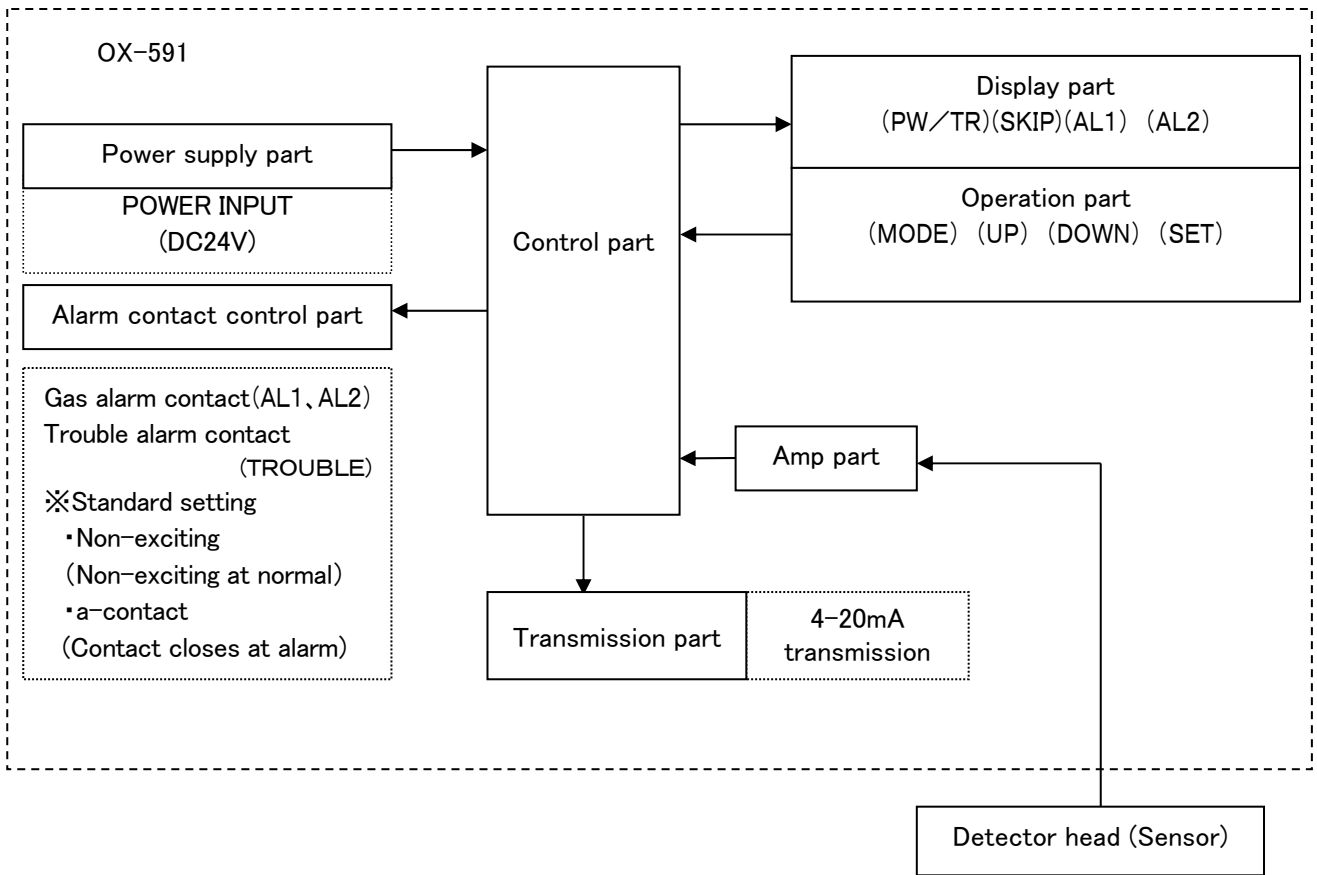 OX-591
Power supply part
POWER INPUT
(DC24V)
Alarm contact control part
Gas alarm contact(AL1、AL2)
Trouble alarm contact
(TROUBLE)
※Standard setting
・Non-exciting
(Non-exciting at normal)
・a-contact
(Contact closes at alarm)
Control part
Display part
(PW／TR)(SKIP)(AL1) (AL2)
Operation part
(MODE) (UP) (DOWN) (SET)
Amp part
Transmission part
4-20mA
transmission
Detector head (Sensor)